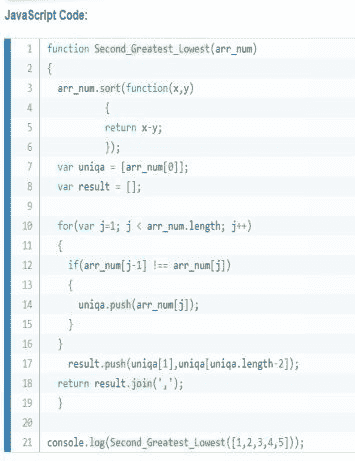 JavaScript Code:
1 function Second_Greatest_Lowest(arr_num)
2 {
3 arr_num.sort(function(x,y)
4 {
5 return x-y;
6 });
7 var uniqa = [arr_num[0]];
8 var result = [];
9
10 for(var j=1; j < arr_num.length; j++)
11 {
12 if(arr_num[j-1] !== arr_num[j])
13 {
14 uniqa.push(arr_num[j]);
15 }
16 }
17 result.push(uniqa[1],uniqa[uniqa.length-2]);
18 return result.join(',');
19 }
20
21 console.log(Second_Greatest_Lowest([1,2,3,4,5]));